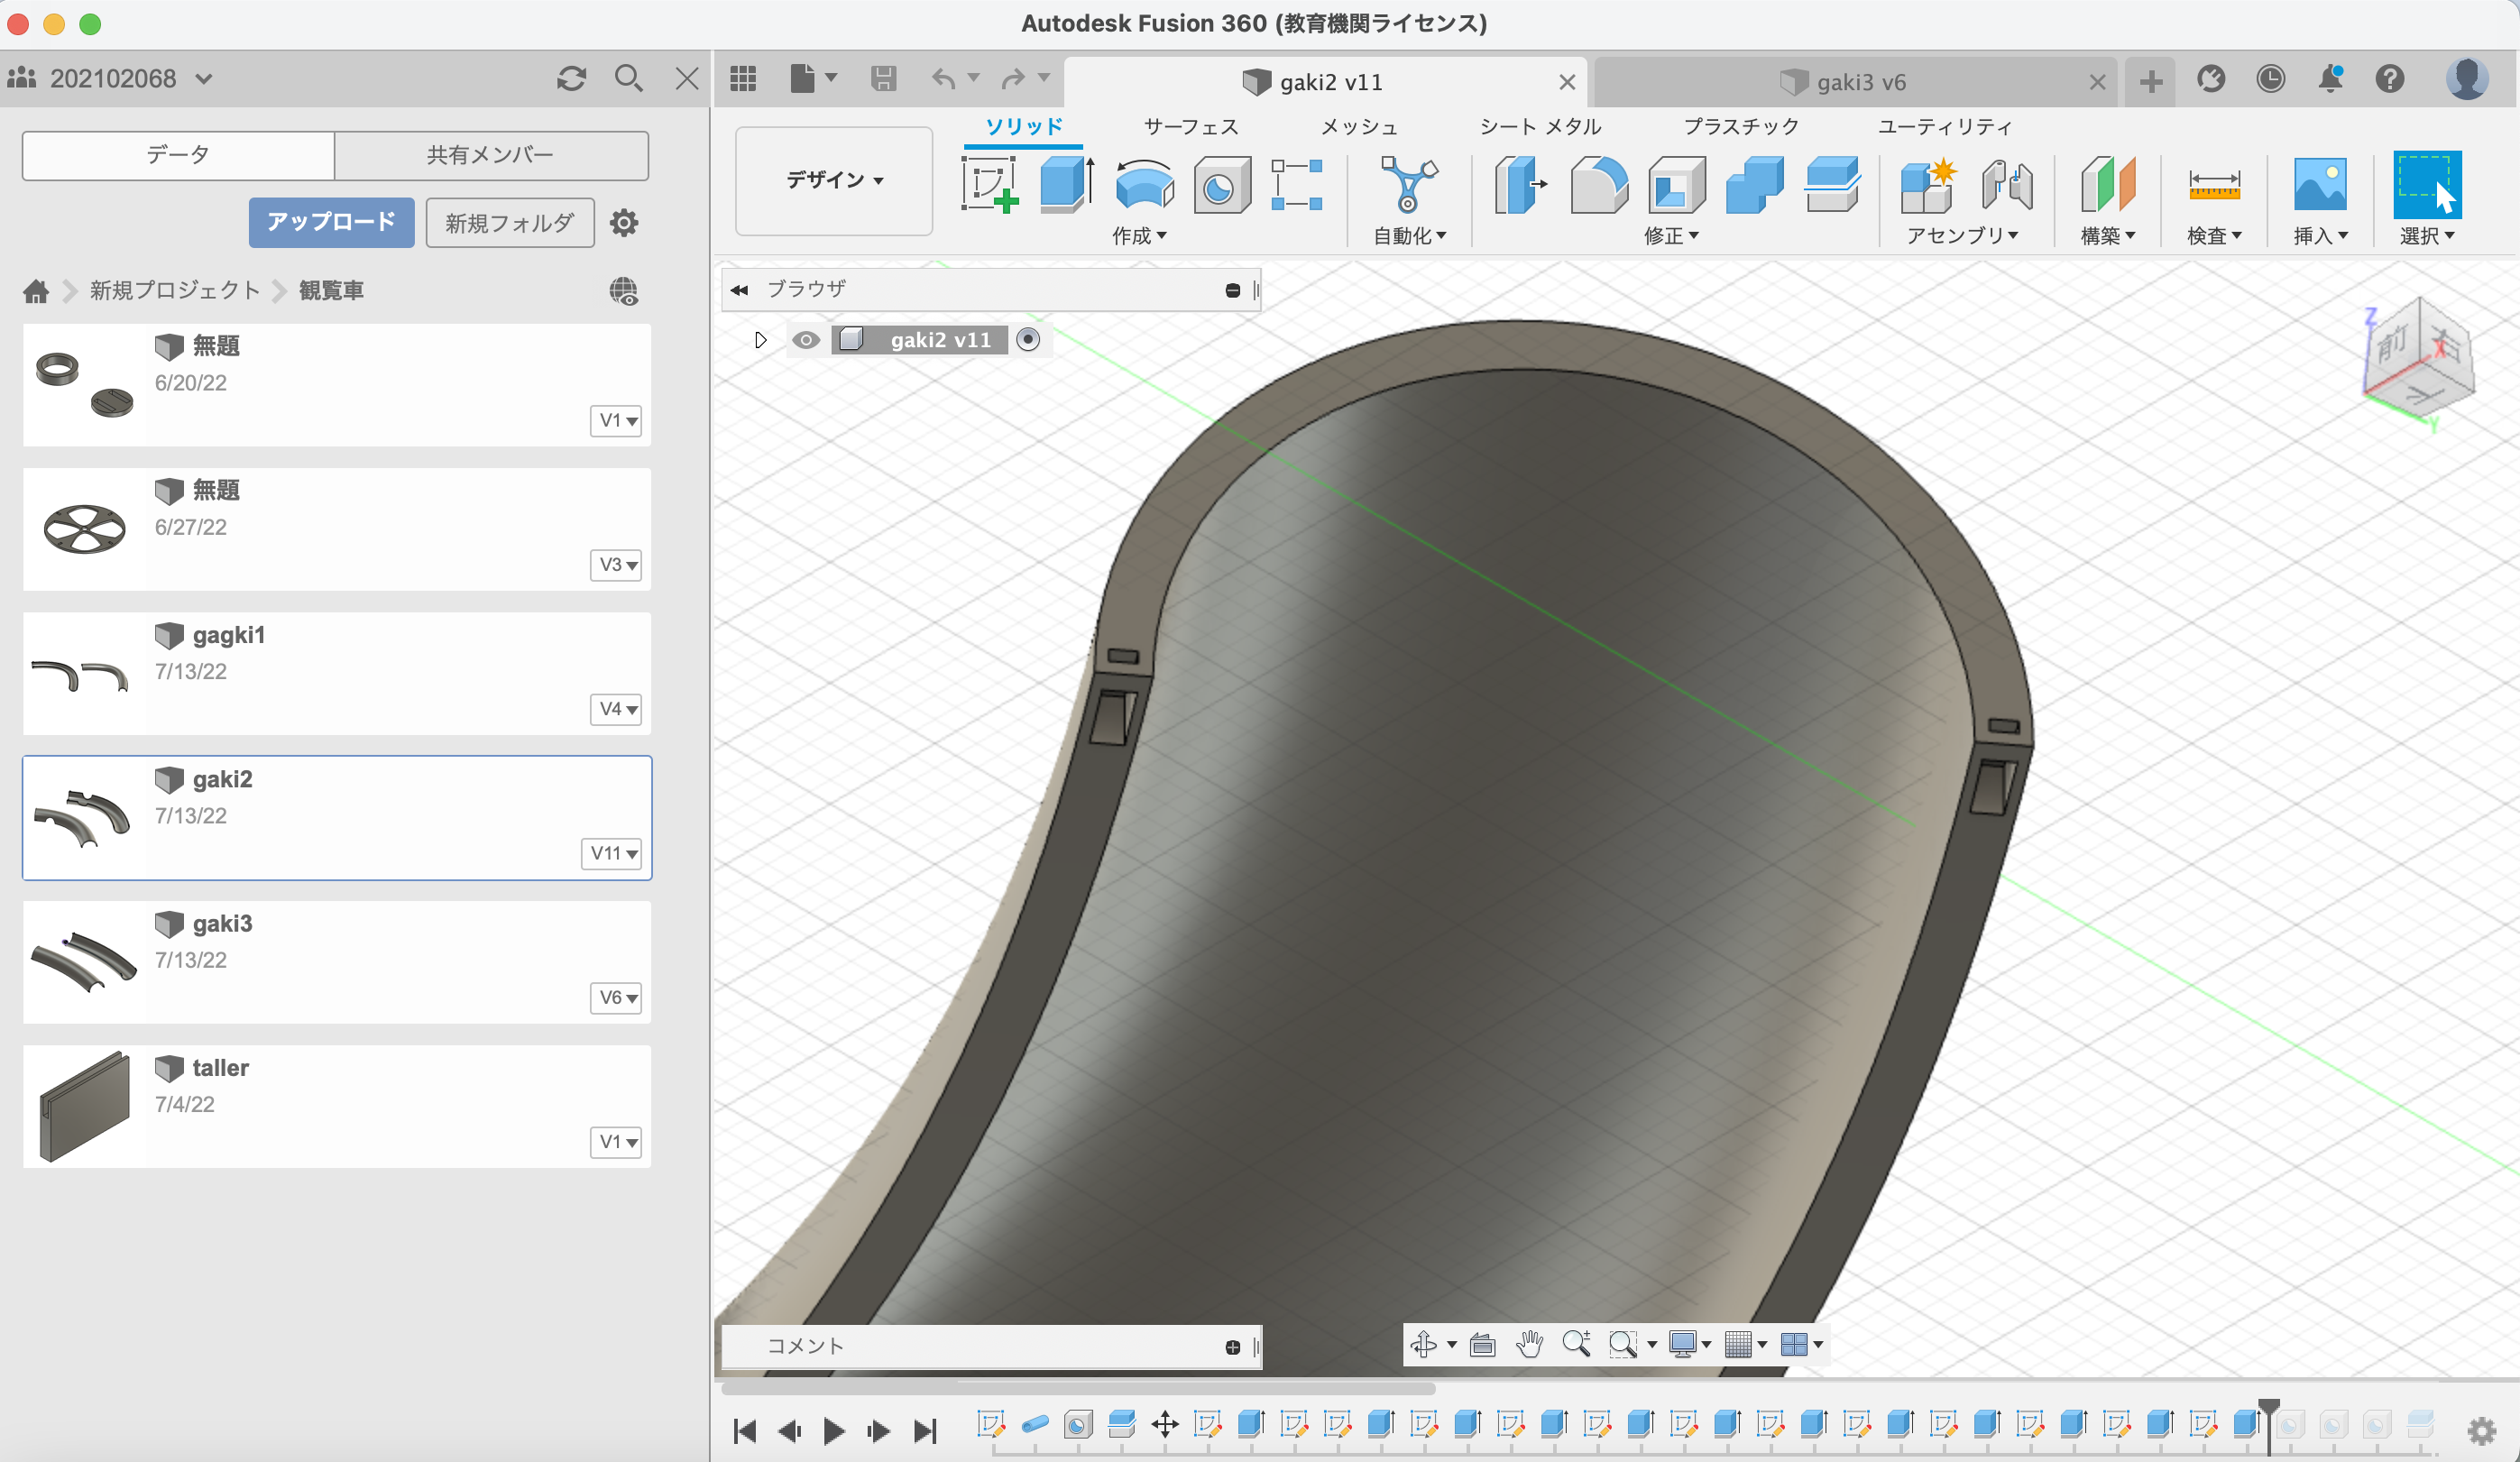 Autodesk Fusion 360 (教育機関ライセンス)
202102068
gaki2 v11
gaki3 v6
データ
共有メンバー
アップロード
新規フォルダ
新規プロジェクト
観覧車
無題
6/20/22
V1
無題
6/27/22
V3
gagki1
7/13/22
V4
gaki2
7/13/22
V11
gaki3
7/13/22
V6
taller
7/4/22
V1
デザイン
ソリッド
サーフェス
メッシュ
シート メタル
プラスチック
ユーティリティ
作成
自動化
修正
アセンブリ
構築
検査
挿入
選択
ブラウザ
gaki2 v11
Z
前
右
X
Y
コメント